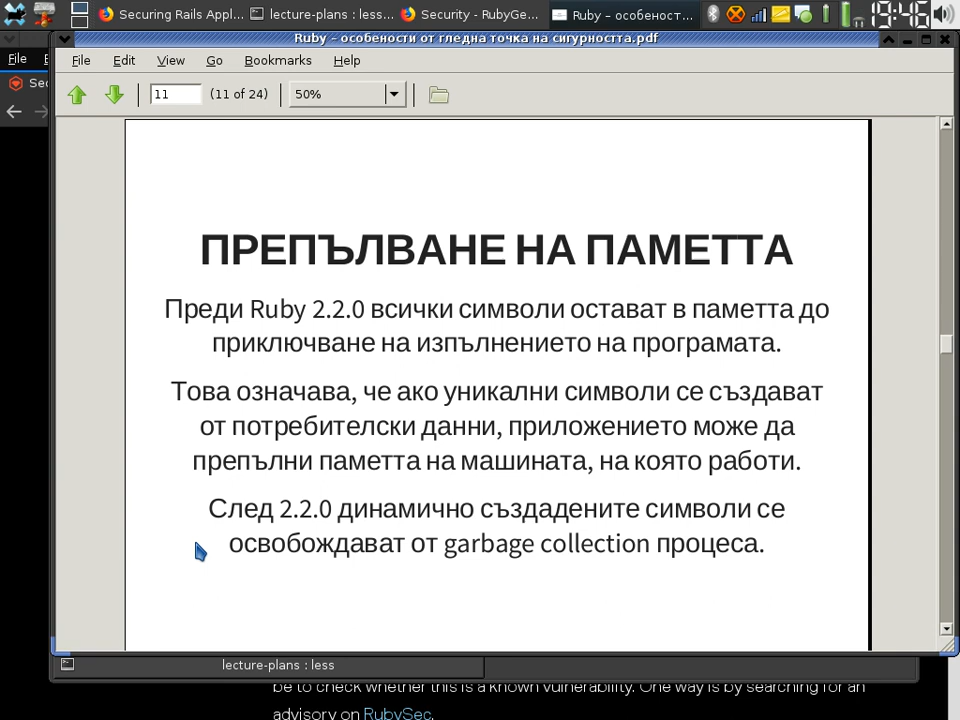 Securing Rails Appl...
lecture-plans : less...
Security - RubyGe...
Ruby – особеност...
19:46
Ruby – особености от гледна точка на сигурността.pdf
File
File Edit View Go Bookmarks Help
Sec
11 (11 of 24) 50%
ПРЕПЪЛВАНЕ НА ПАМЕТТА
Преди Ruby 2.2.0 всички символи остават в паметта до
приключване на изпълнението на програмата.
Това означава, че ако уникални символи се създават
от потребителски данни, приложението може да
препълни паметта на машината, на която работи.
След 2.2.0 динамично създадените символи се
освобождават от garbage collection процеса.
lecture-plans : less
be to check whether this is a known vulnerability. One way is by searching for an
advisory on RubySec.